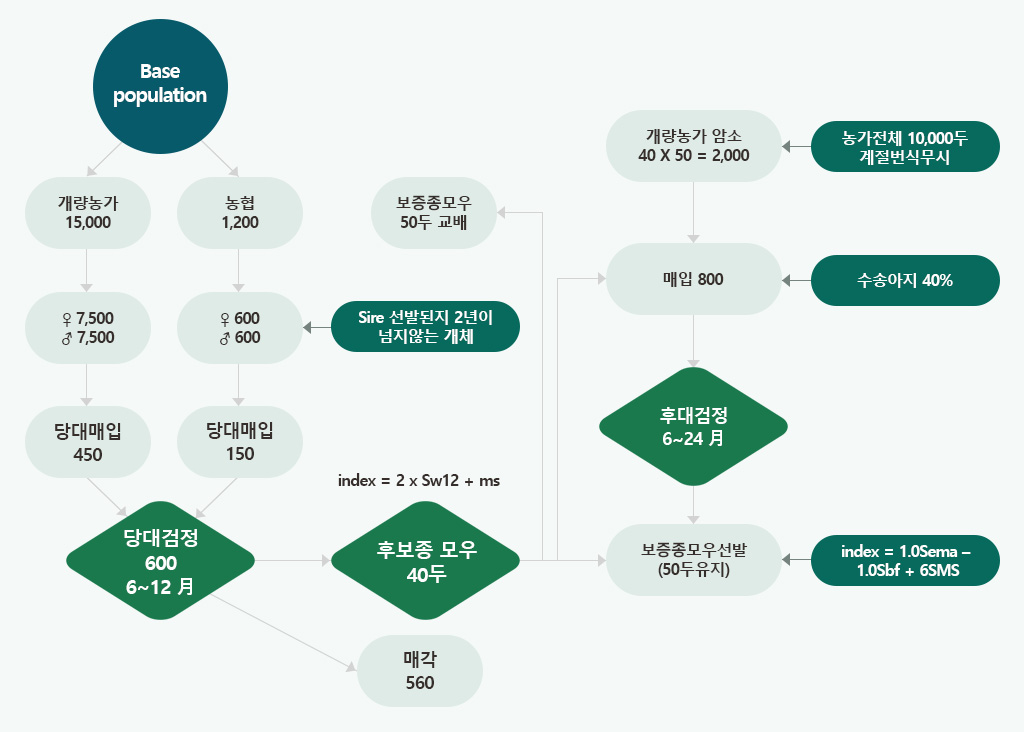 Base
population
개량농가
15,000
농협
1,200
♀ 7,500
♂ 7,500
♀ 600
♂ 600
Sire 선발된지 2년이
넘지않는 개체
당대매입
450
당대매입
150
당대검정
600
6~12 月
index = 2 x Sw12 + ms
후보종 모우
40두
매각
560
보증종모우
50두 교배
개량농가 암소
40 X 50 = 2,000
농가전체 10,000두
계절번식무시
매입 800
수송아지 40%
후대검정
6~24 月
보증종모우선발
(50두유지)
index = 1.0Sema –
1.0Sbf + 6SMS